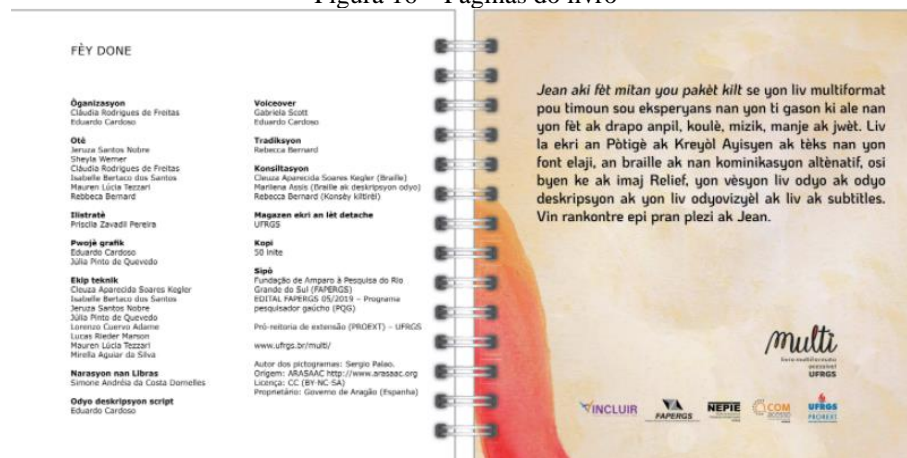 Figura 16 – Páginas do livro
FÈY DONE
Òganizasyon
Cláudia Rodrigues de Freitas
Eduardo Cardoso
Otè
Jeruza Santos Nobre
Sheyla Werner
Cláudia Rodrigues de Freitas
Isabelle Bertaco dos Santos
Mauren Lúcia Tezzari
Rebbeca Bernard
Ilistratè
Priscila Zavadil Pereira
Pwojè grafik
Eduardo Cardoso
Júlia Pinto de Quevedo
Ekip teknik
Cleuza Aparecida Soares Kegler
Isabelle Bertaco dos Santos
Jeruza Santos Nobre
Júlia Pinto de Quevedo
Lorenzo Cuervo Adame
Lucas Rieder Marson
Mauren Lúcia Tezzari
Mirella Aguiar da Silva
Narasyon nan Libras
Simone Andréia da Costa Dornelles
Odyo deskripsyon script
Eduardo Cardoso
Voiceover
Gabriela Scott
Eduardo Cardoso
Tradiksyon
Rebecca Bernard
Konsiltasyon
Cleuza Aparecida Soares Kegler (Braille)
Marilena Assis (Braille ak deskripsyon odyo)
Rebecca Bernard (Konsèy kiltirèl)
Magazen ekri an lèt detache
UFRGS
Kopi
50 inite
Sipò
Fundação de Amparo à Pesquisa do Rio
Grande do Sul (FAPERGS)
EDITAL FAPERGS 05/2019 – Programa
pesquisador gaúcho (PQG)
Pró-reitoria de extensão (PROEXT) – UFRGS
www.ufrgs.br/multi/
Autor dos pictogramas: Sergio Palao.
Origem: ARASAAC http://www.arasaac.org
Licença: CC (BY-NC-SA)
Proprietário: Governo de Aragão (Espanha)
Jean aki fèt mitan you pakèt kilt se yon liv multiformat
pou timoun sou eksperyans nan yon ti gason ki ale nan
yon fèt ak drapo anpil, koulè, mizik, manje ak jwèt. Liv
la ekri an Pòtigè ak Kreyòl Ayisyen ak tèks nan yon
font elaji, an braille ak nan kominikasyon altènatif, osi
byen ke ak imaj Relief, yon vèsyon liv odyo ak odyo
deskripsyon ak yon liv odyovizyèl ak liv ak subtitles.
Vin rankontre epi pran plezi ak Jean.
multi
livro multiformato
acessível
UFRGS
INCLUIR
FAPERGS
NEPIE
COM
acesso
UFRGS
PROREXT